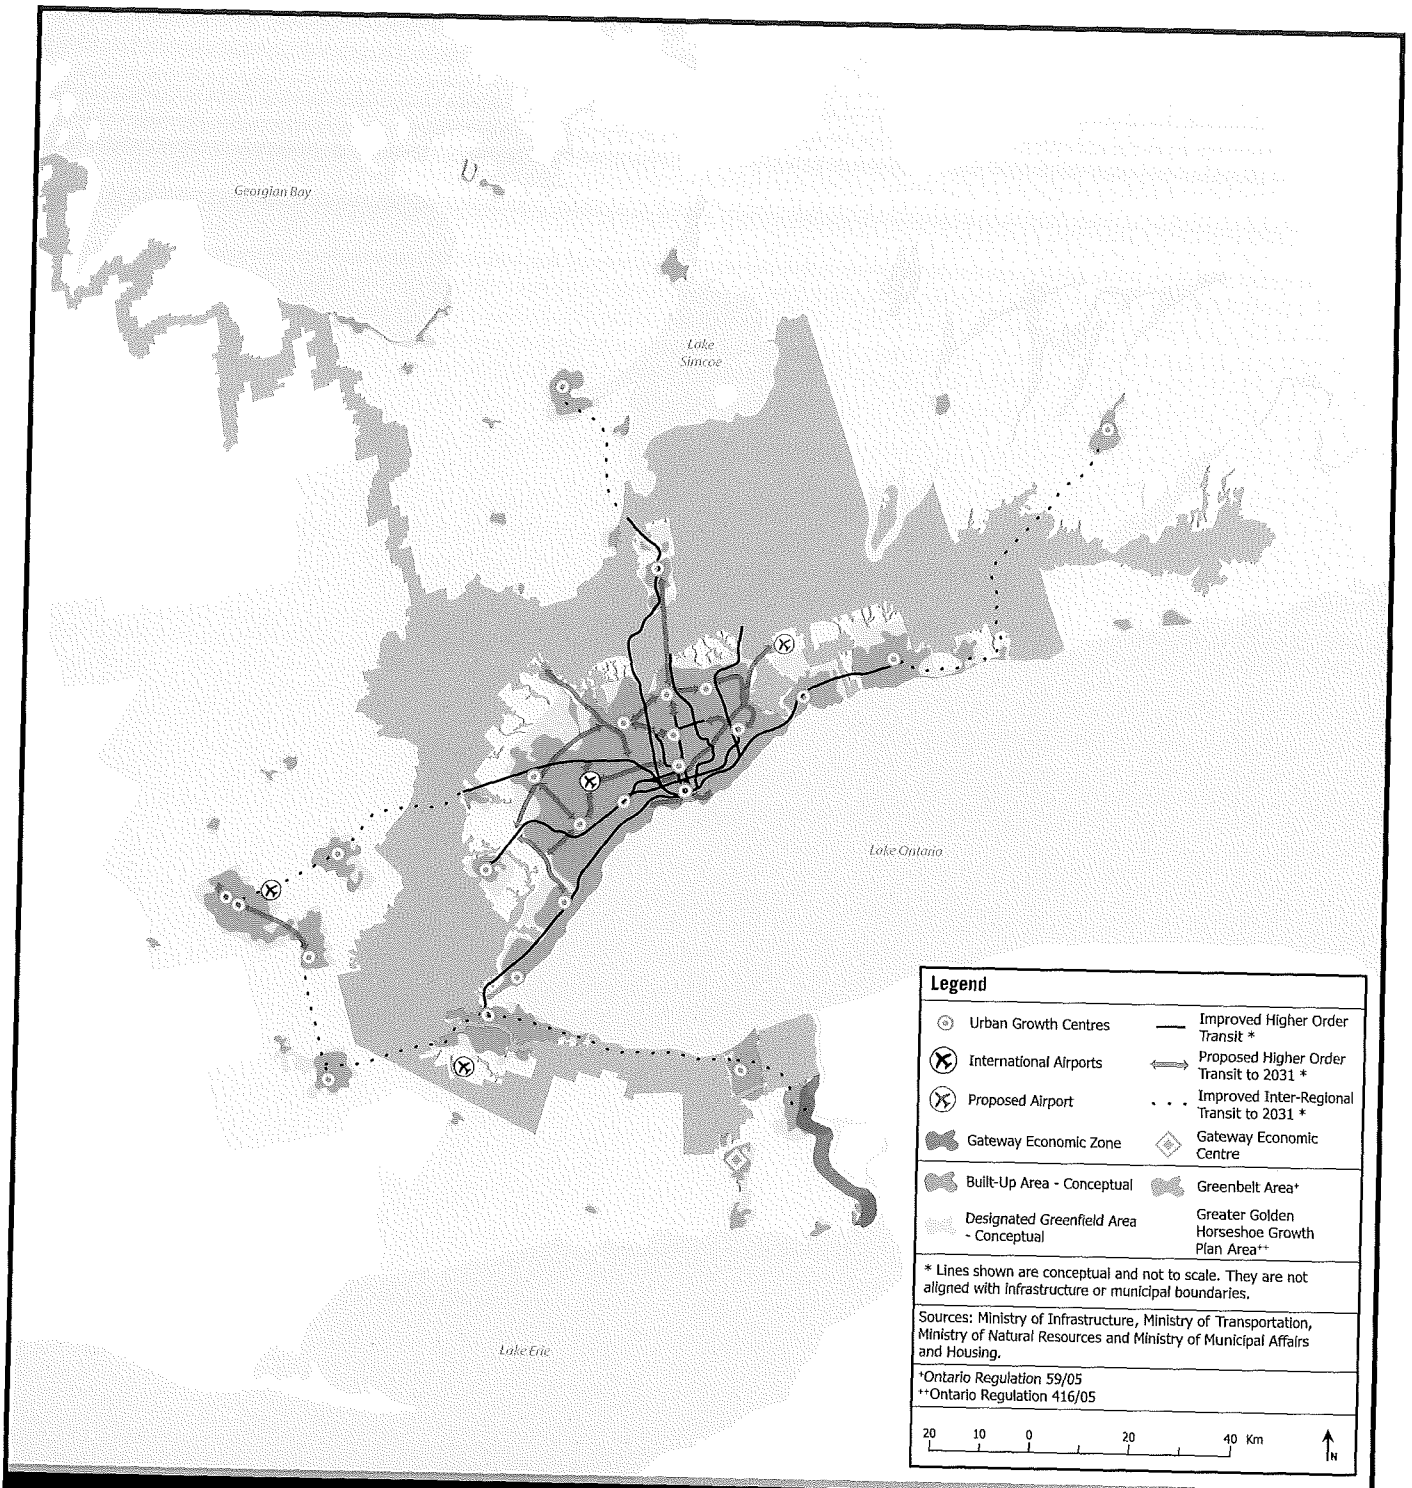 Georgian Bay
Lake
Simcoe
Lake Ontario
Lake Erie
Legend
Urban Growth Centres
International Airports
Proposed Airport
Gateway Economic Zone
Improved Higher Order
Transit *
Proposed Higher Order
Transit to 2031 *
Improved Inter-Regional
Transit to 2031 *
Gateway Economic
Centre
Built-Up Area - Conceptual
Designated Greenfield Area
- Conceptual
Greenbelt Area+
Greater Golden
Horseshoe Growth
Plan Area++
* Lines shown are conceptual and not to scale. They are not
aligned with infrastructure or municipal boundaries.
Sources: Ministry of Infrastructure, Ministry of Transportation,
Ministry of Natural Resources and Ministry of Municipal Affairs
and Housing.
+Ontario Regulation 59/05
++Ontario Regulation 416/05
20 10 0 20 40 Km
N